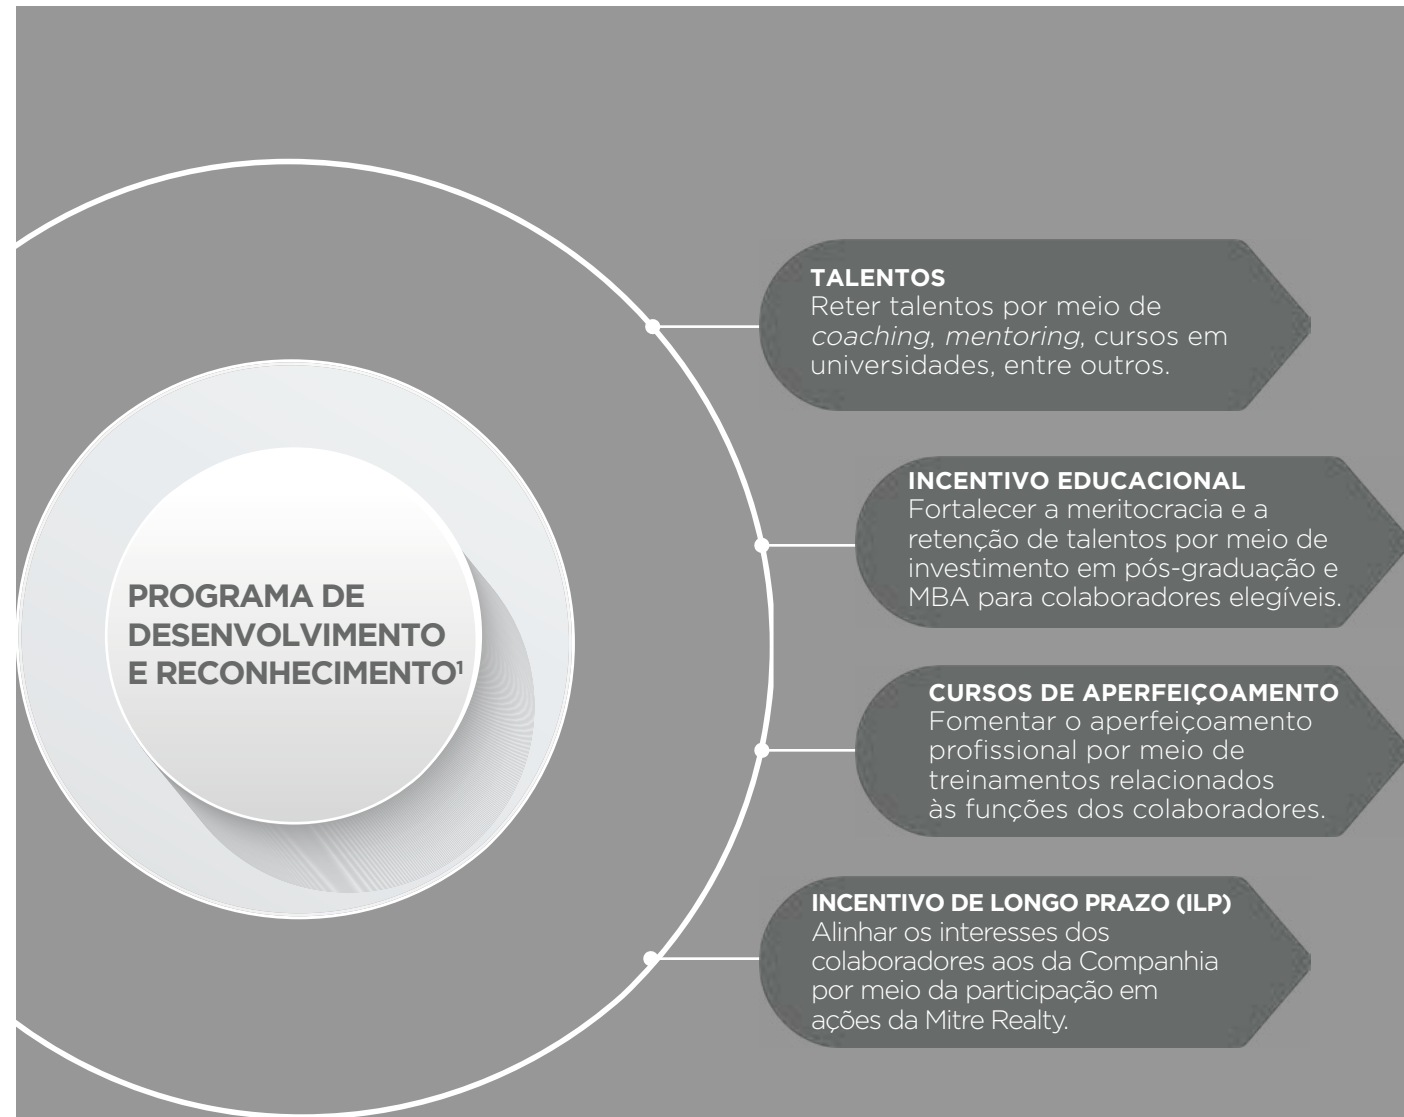 PROGRAMA DE
DESENVOLVIMENTO
E RECONHECIMENTO¹
TALENTOS
Reter talentos por meio de
coaching, mentoring, cursos em
universidades, entre outros.
INCENTIVO EDUCACIONAL
Fortalecer a meritocracia e a
retenção de talentos por meio de
investimento em pós-graduação e
MBA para colaboradores elegíveis.
CURSOS DE APERFEIÇOAMENTO
Fomentar o aperfeiçoamento
profissional por meio de
treinamentos relacionados
às funções dos colaboradores.
INCENTIVO DE LONGO PRAZO (ILP)
Alinhar os interesses dos
colaboradores aos da Companhia
por meio da participação em
ações da Mitre Realty.